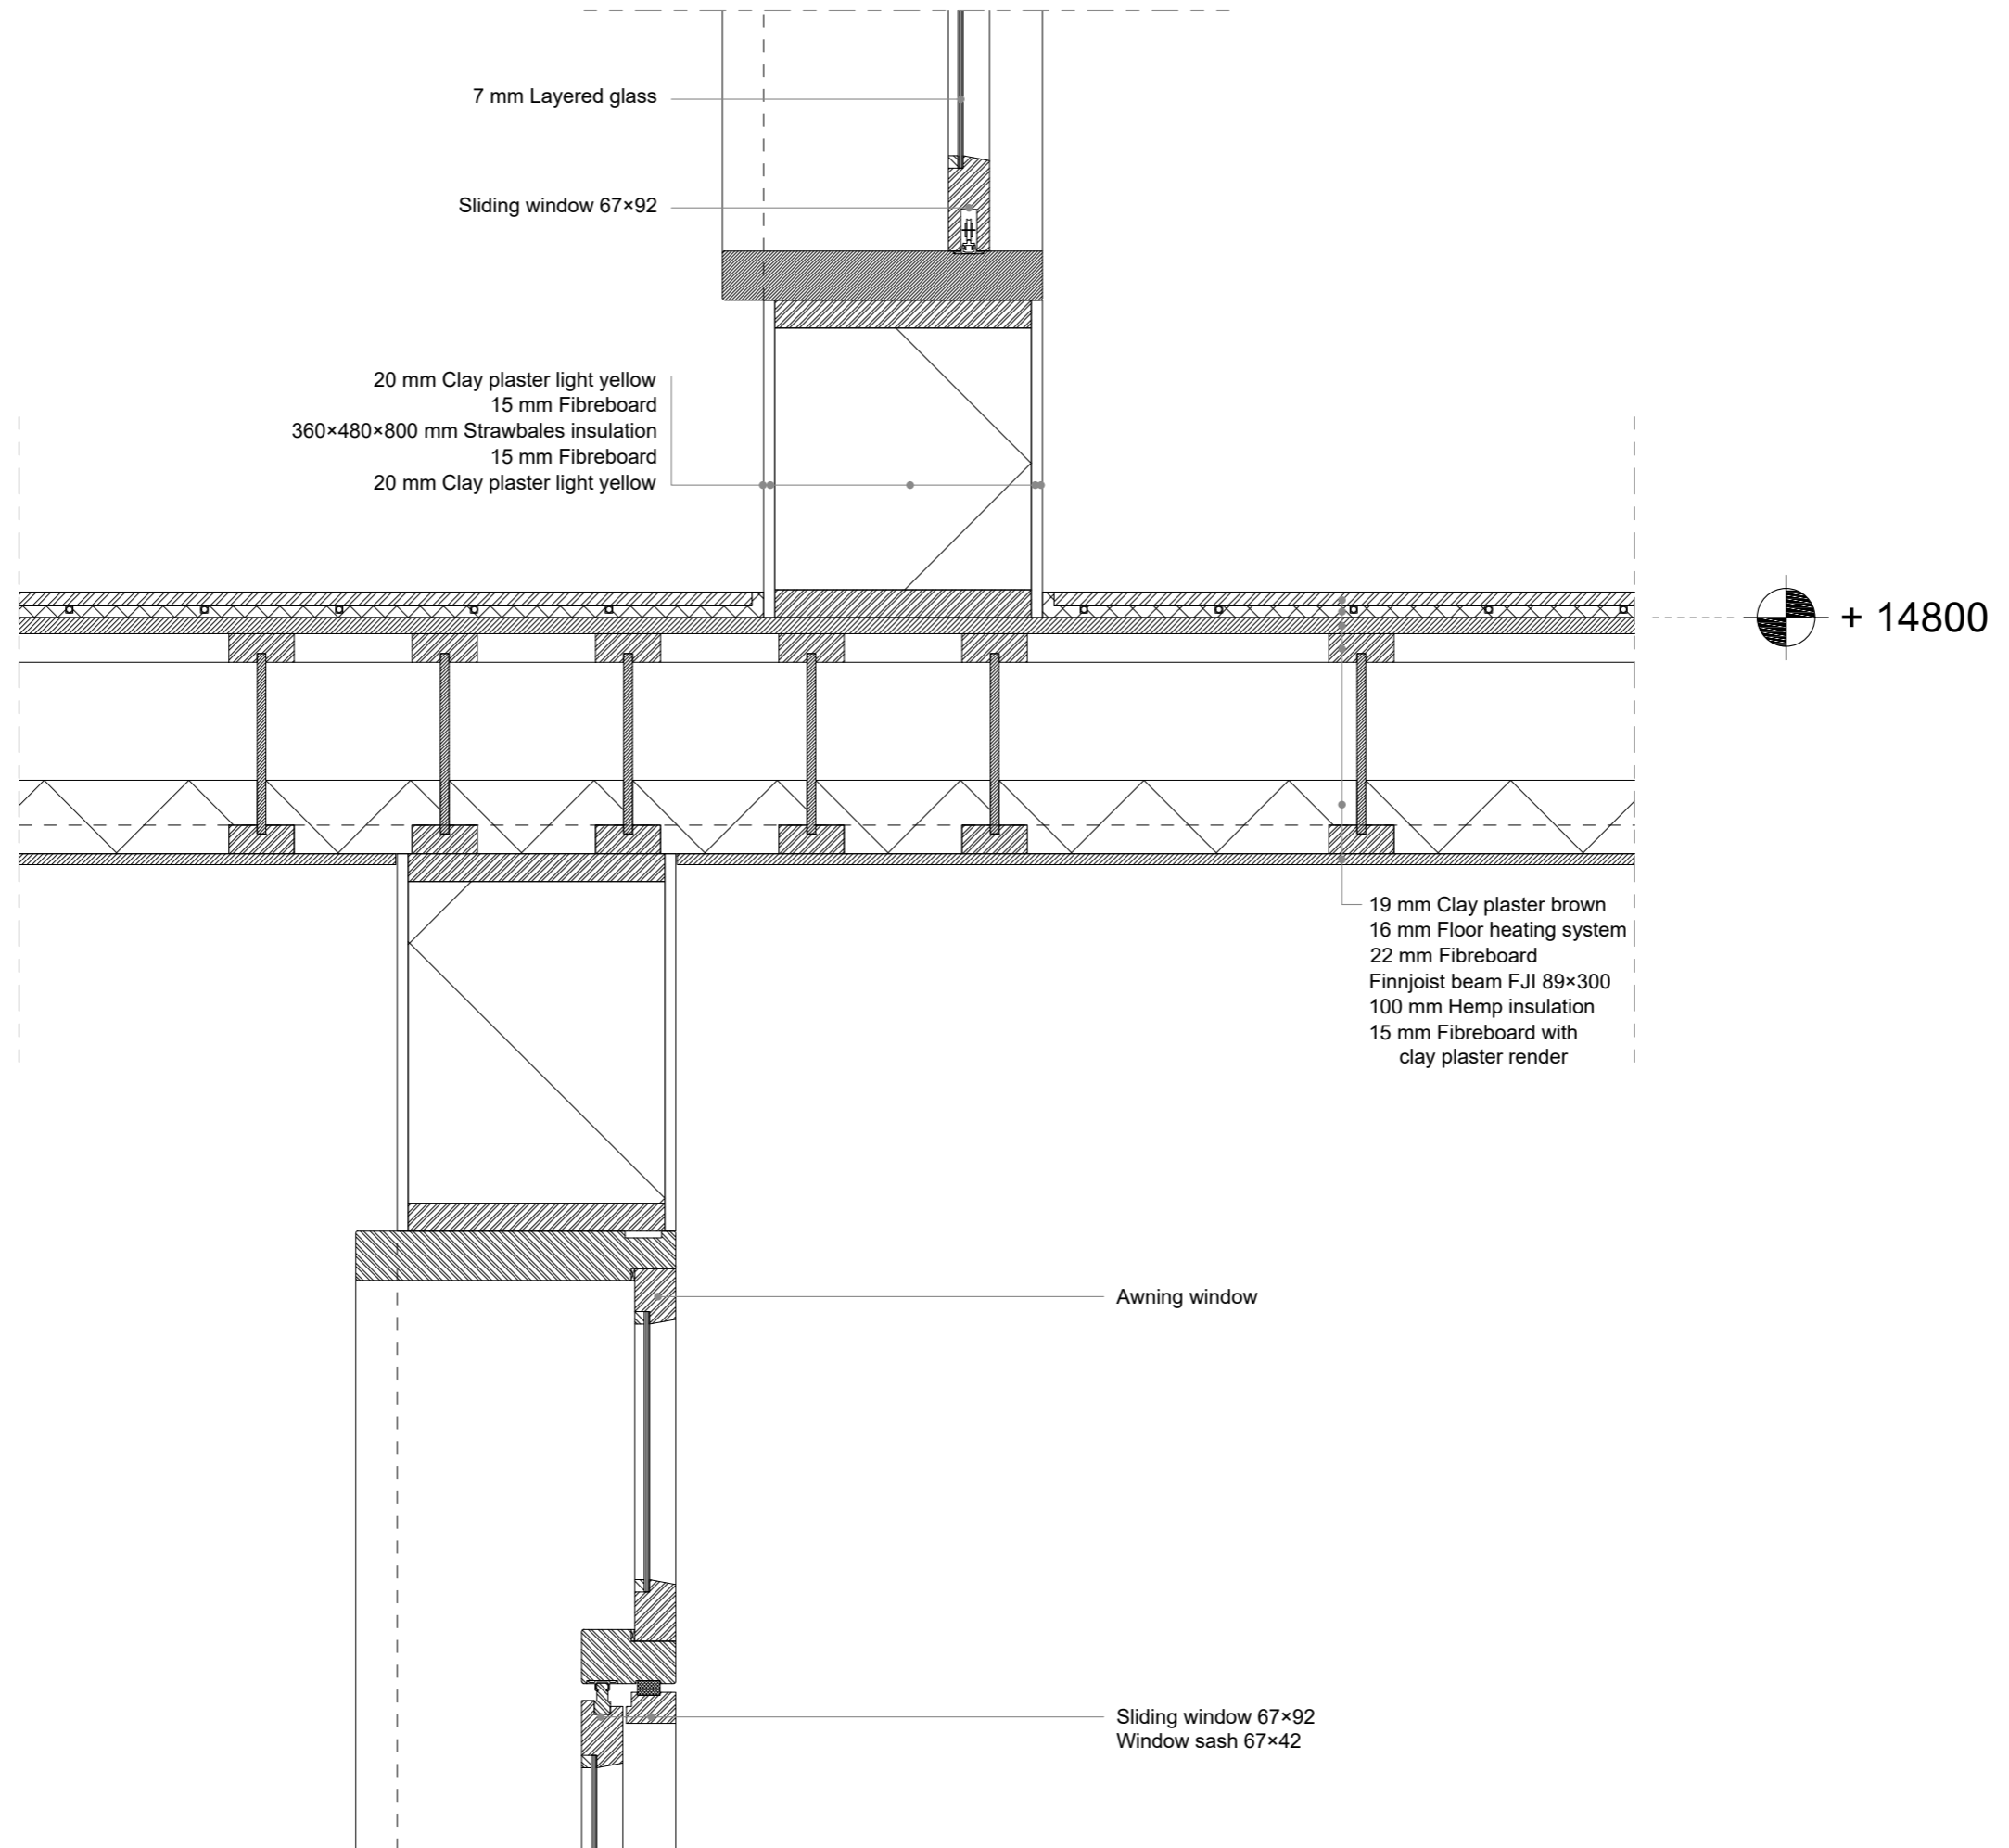 7 mm Layered glass
Sliding window 67×92
20 mm Clay plaster light yellow
15 mm Fibreboard
360×480×800 mm Strawbales insulation
15 mm Fibreboard
20 mm Clay plaster light yellow
+ 14800
19 mm Clay plaster brown
16 mm Floor heating system
22 mm Fibreboard
Finnjoist beam FJI 89×300
100 mm Hemp insulation
15 mm Fibreboard with
clay plaster render
Awning window
Sliding window 67×92
Window sash 67×42